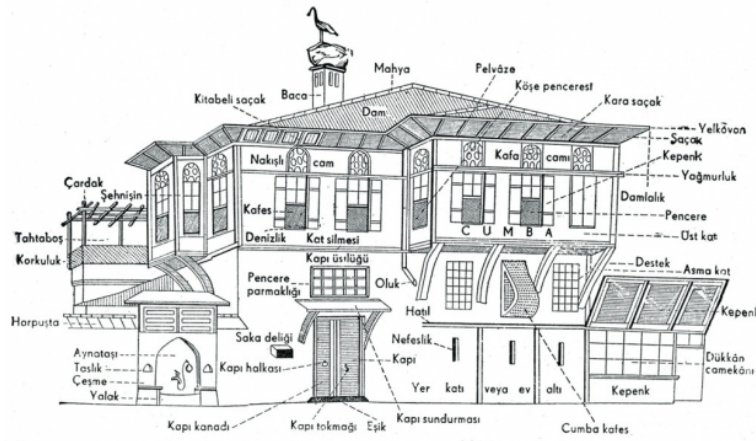 Mahya
Pelvâze
Köşe penceresi
Baca
Kitabeli saçak
Dam
Kara saçak
Yelkovan
Saçak
Nakışlı cam
Kafa camı
Kepenk
Yağmurluk
Çardak
Şehnişin
Damlalık
Kafes
Pencere
Tahtaboş
Denizlik
Kat silmesi
CUMBA
Üst kat
Korkuluk
Kapı üstlüğü
Destek
Pencere
parmaklığı
Oluk
Asma kat
Horpuşta
Hatıl
Kepenk
Saka deliği
Nefeslik
Aynataşı
Kapı halkası
Kapı
Dükkân
camekânı
Taslık
Çeşme
Yer katı veya ev altı
Kepenk
Yalak
Kapı kanadı
Kapı tokmağı
Eşik
Kapı sundurması
Cumba kafes